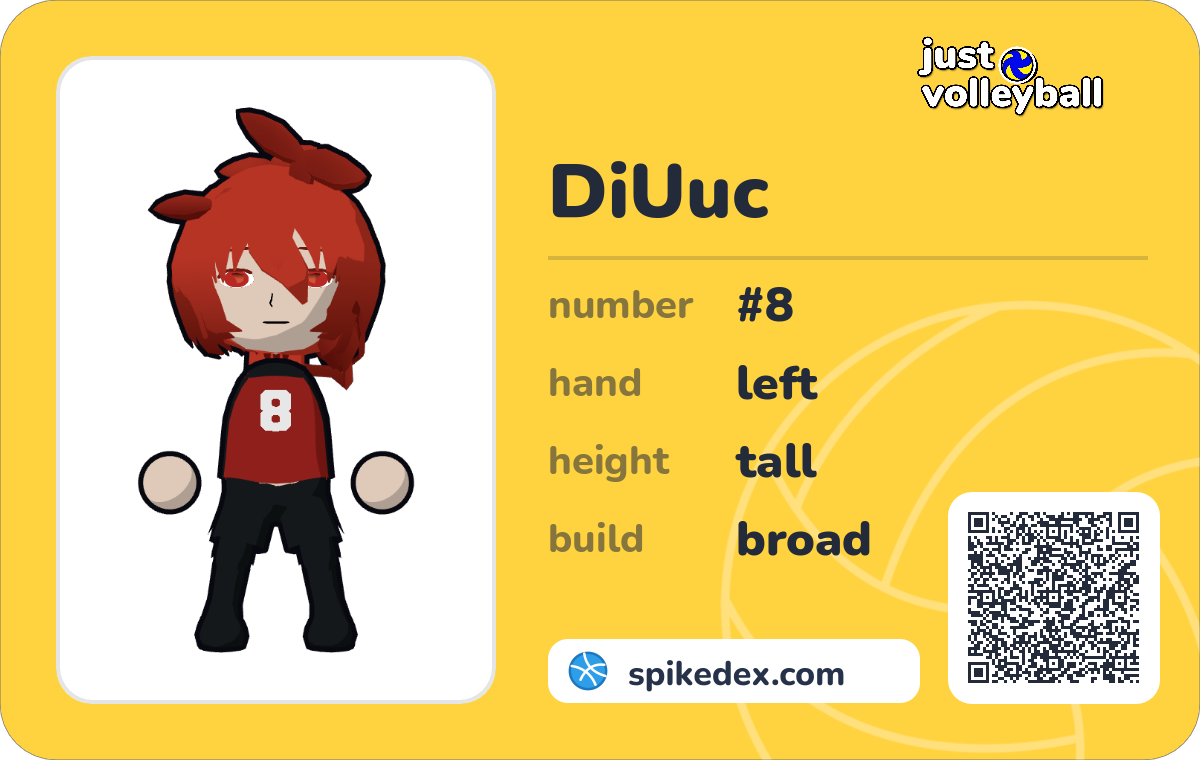 just
volleyball
DiUuc
number #8
hand left
height tall
build broad
8
spikedex.com